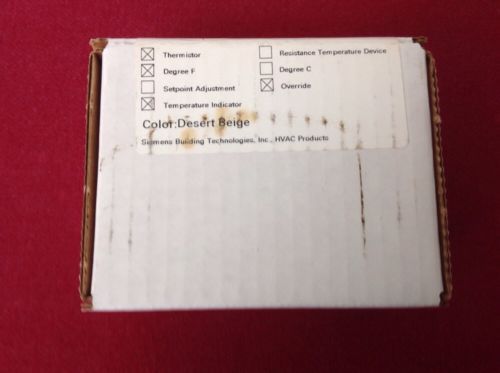 ☒ Thermistor ☐ Resistance Temperature Device
☒ Degree F ☐ Degree C
☐ Setpoint Adjustment ☒ Override
☒ Temperature Indicator
Color:Desert Beige
Siemens Building Technologies, Inc., HVAC Products